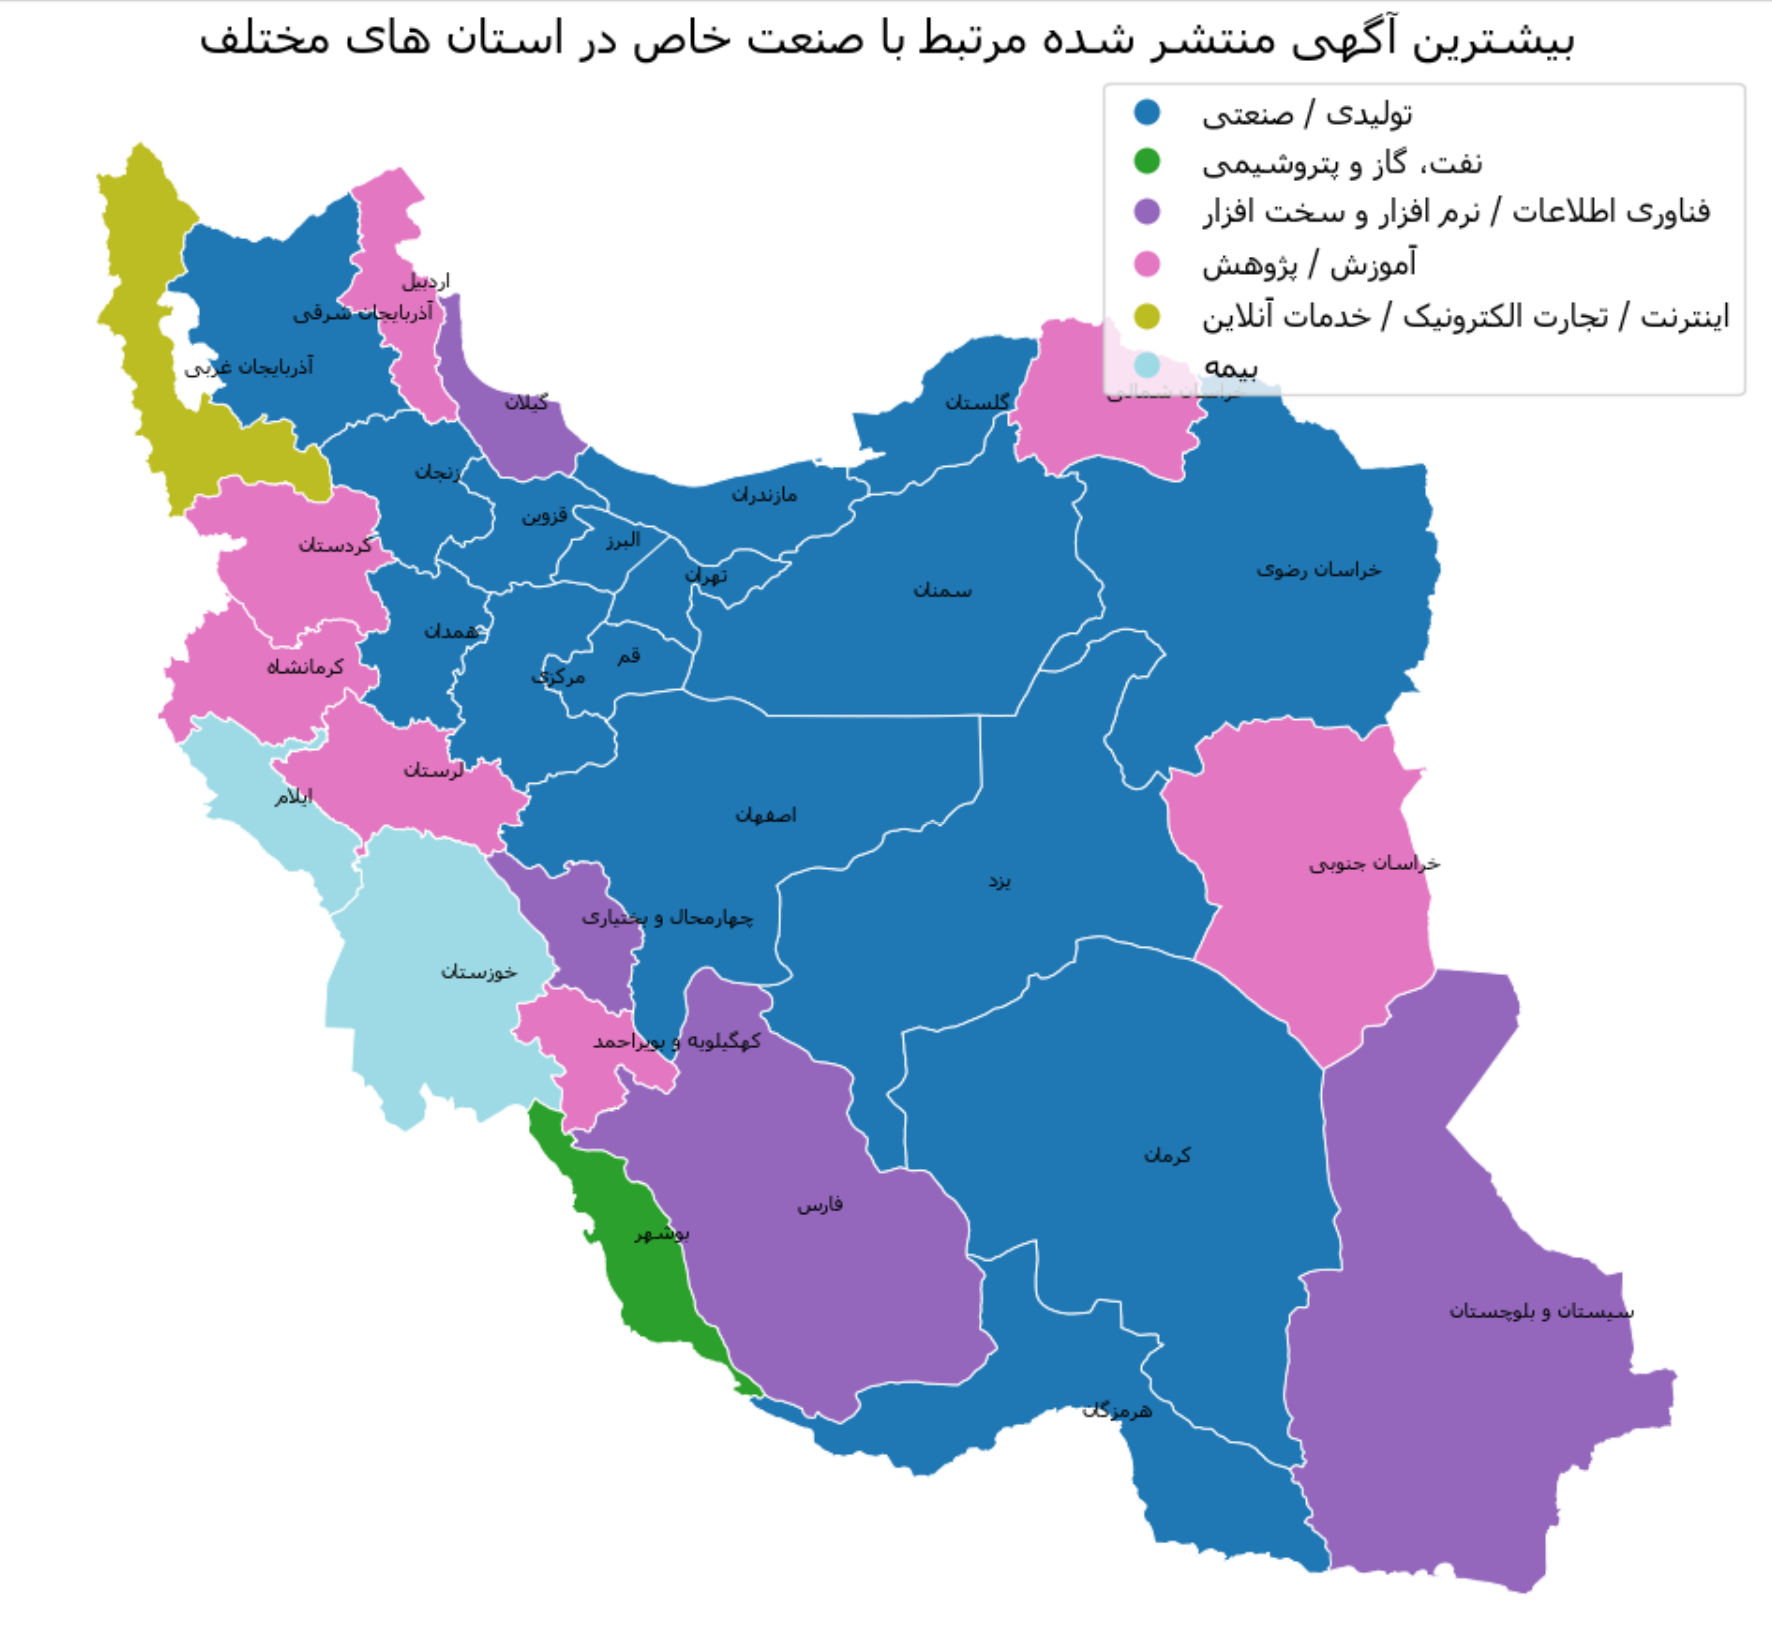 بیشترین آگهی منتشر شده مرتبط با صنعت خاص در استان های مختلف
تولیدی / صنعتی
نفت، گاز و پتروشیمی
فناوری اطلاعات / نرم افزار و سخت افزار
آموزش / پژوهش
اینترنت / تجارت الکترونیک / خدمات آنلاین
بیمه
اردبیل
آذربایجان شرقی
آذربایجان غربی
گیلان
گلستان
خراسان شمالی
زنجان
مازندران
قزوین
البرز
کردستان
تهران
سمنان
خراسان رضوی
همدان
قم
کرمانشاه
مرکزی
لرستان
ایلام
اصفهان
خراسان جنوبی
یزد
چهارمحال و بختیاری
خوزستان
کهگیلویه و بویراحمد
کرمان
فارس
بوشهر
سیستان و بلوچستان
هرمزگان